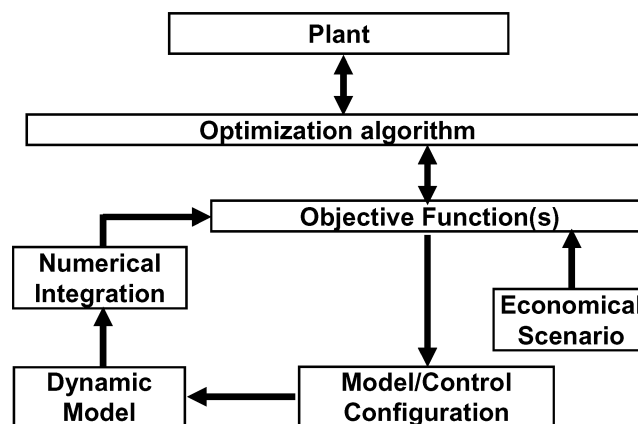 Plant
Optimization algorithm
Objective Function(s)
Numerical
Integration
Economical
Scenario
Dynamic
Model
Model/Control
Configuration